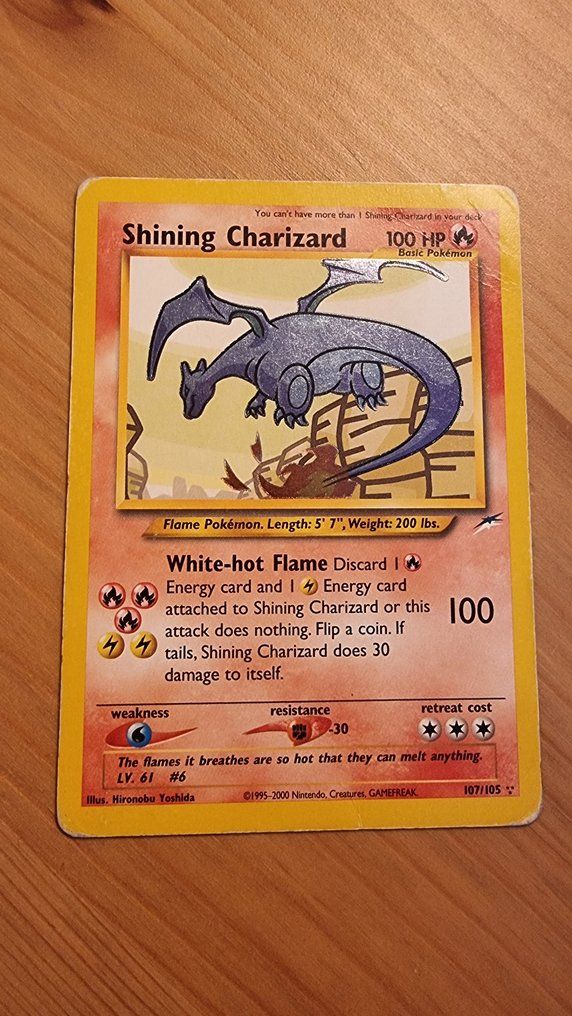 You can't have more than 1 Shining Charizard in your deck.
Shining Charizard 100 HP
Basic Pokémon
Flame Pokémon. Length: 5' 7", Weight: 200 lbs.
White-hot Flame Discard 1
Energy card and 1 Energy card
attached to Shining Charizard or this
attack does nothing. Flip a coin. If
tails, Shining Charizard does 30
damage to itself.
100
weakness resistance retreat cost
-30
The flames it breathes are so hot that they can melt anything.
LV. 61 #6
Illus. Hironobu Yoshida ©1995-2000 Nintendo, Creatures, GAMEFREAK. 107/105